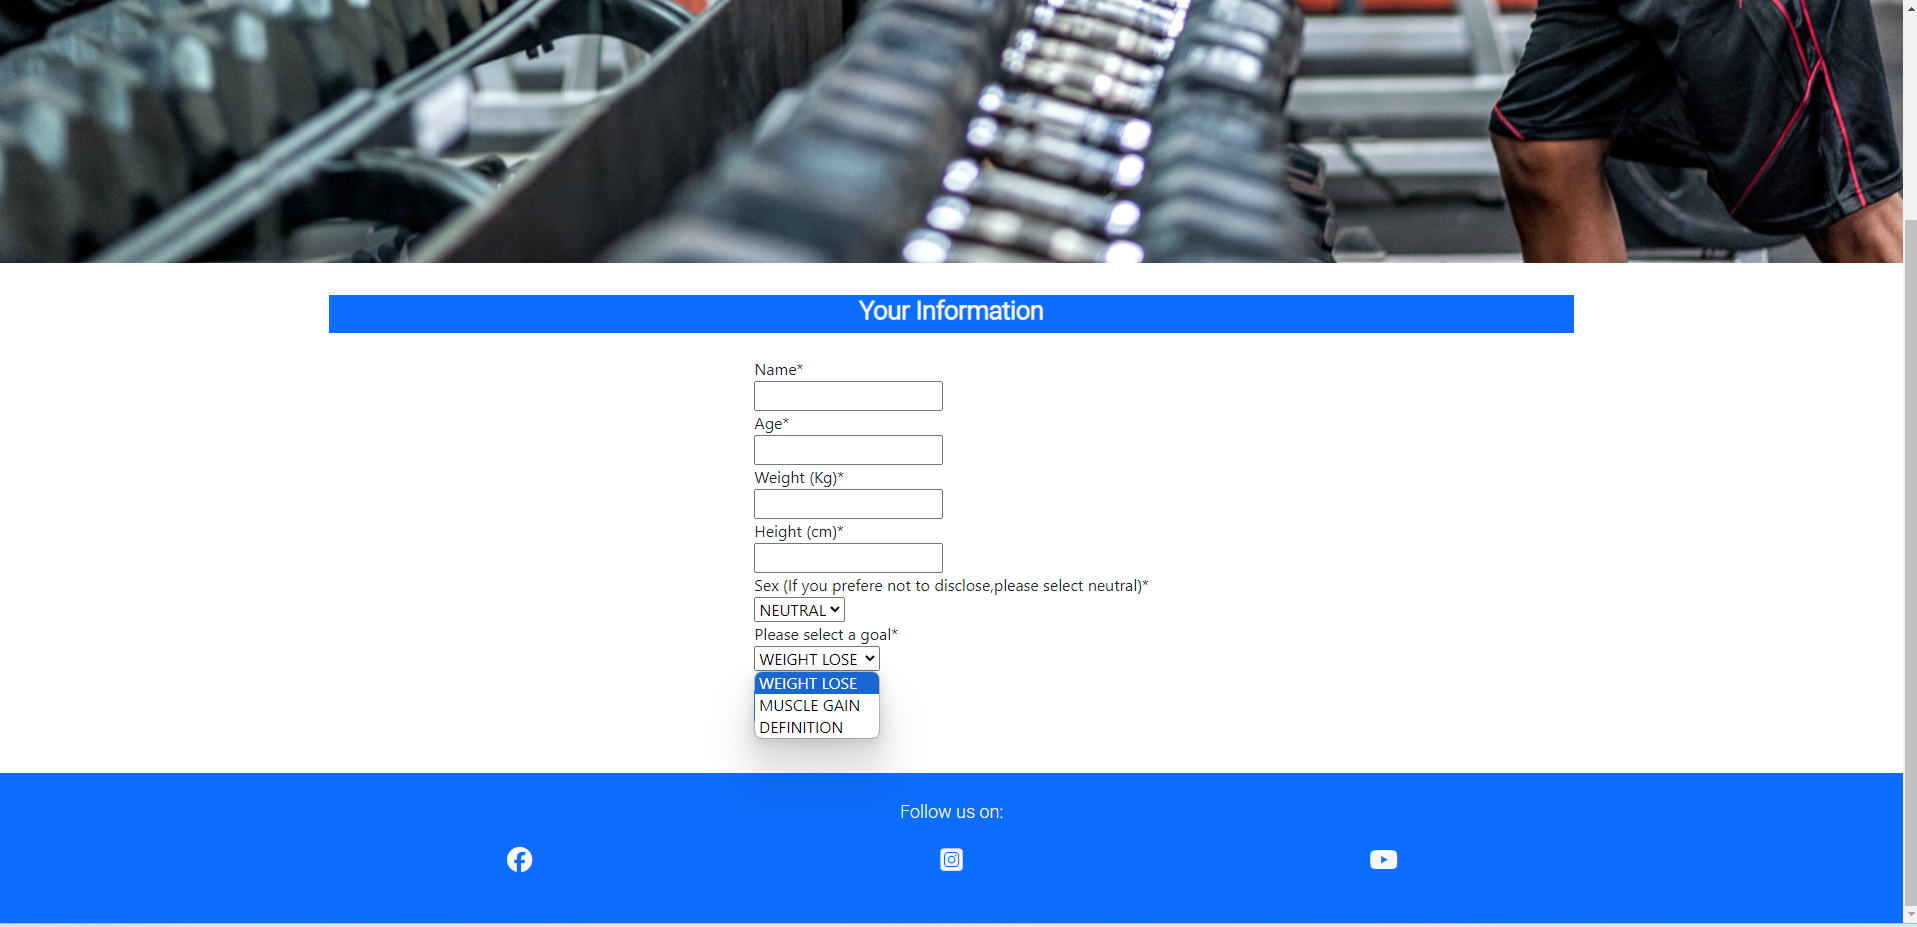 Your Information
Name*
Age*
Weight (Kg)*
Height (cm)*
Sex (If you prefere not to disclose,please select neutral)*
NEUTRAL
Please select a goal*
WEIGHT LOSE
WEIGHT LOSE
MUSCLE GAIN
DEFINITION
Follow us on: